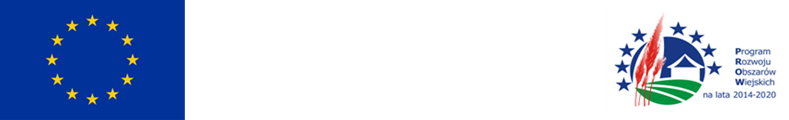 Program
Rozwoju
Obszarów
Wiejskich
na lata 2014-2020